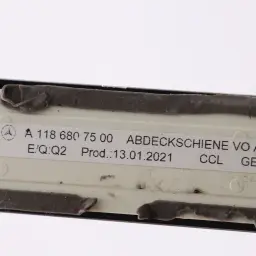 A 118 680 75 00 ABDECKSCHIENE VO
E/Q:Q2 Prod.:13.01.2021 CCL